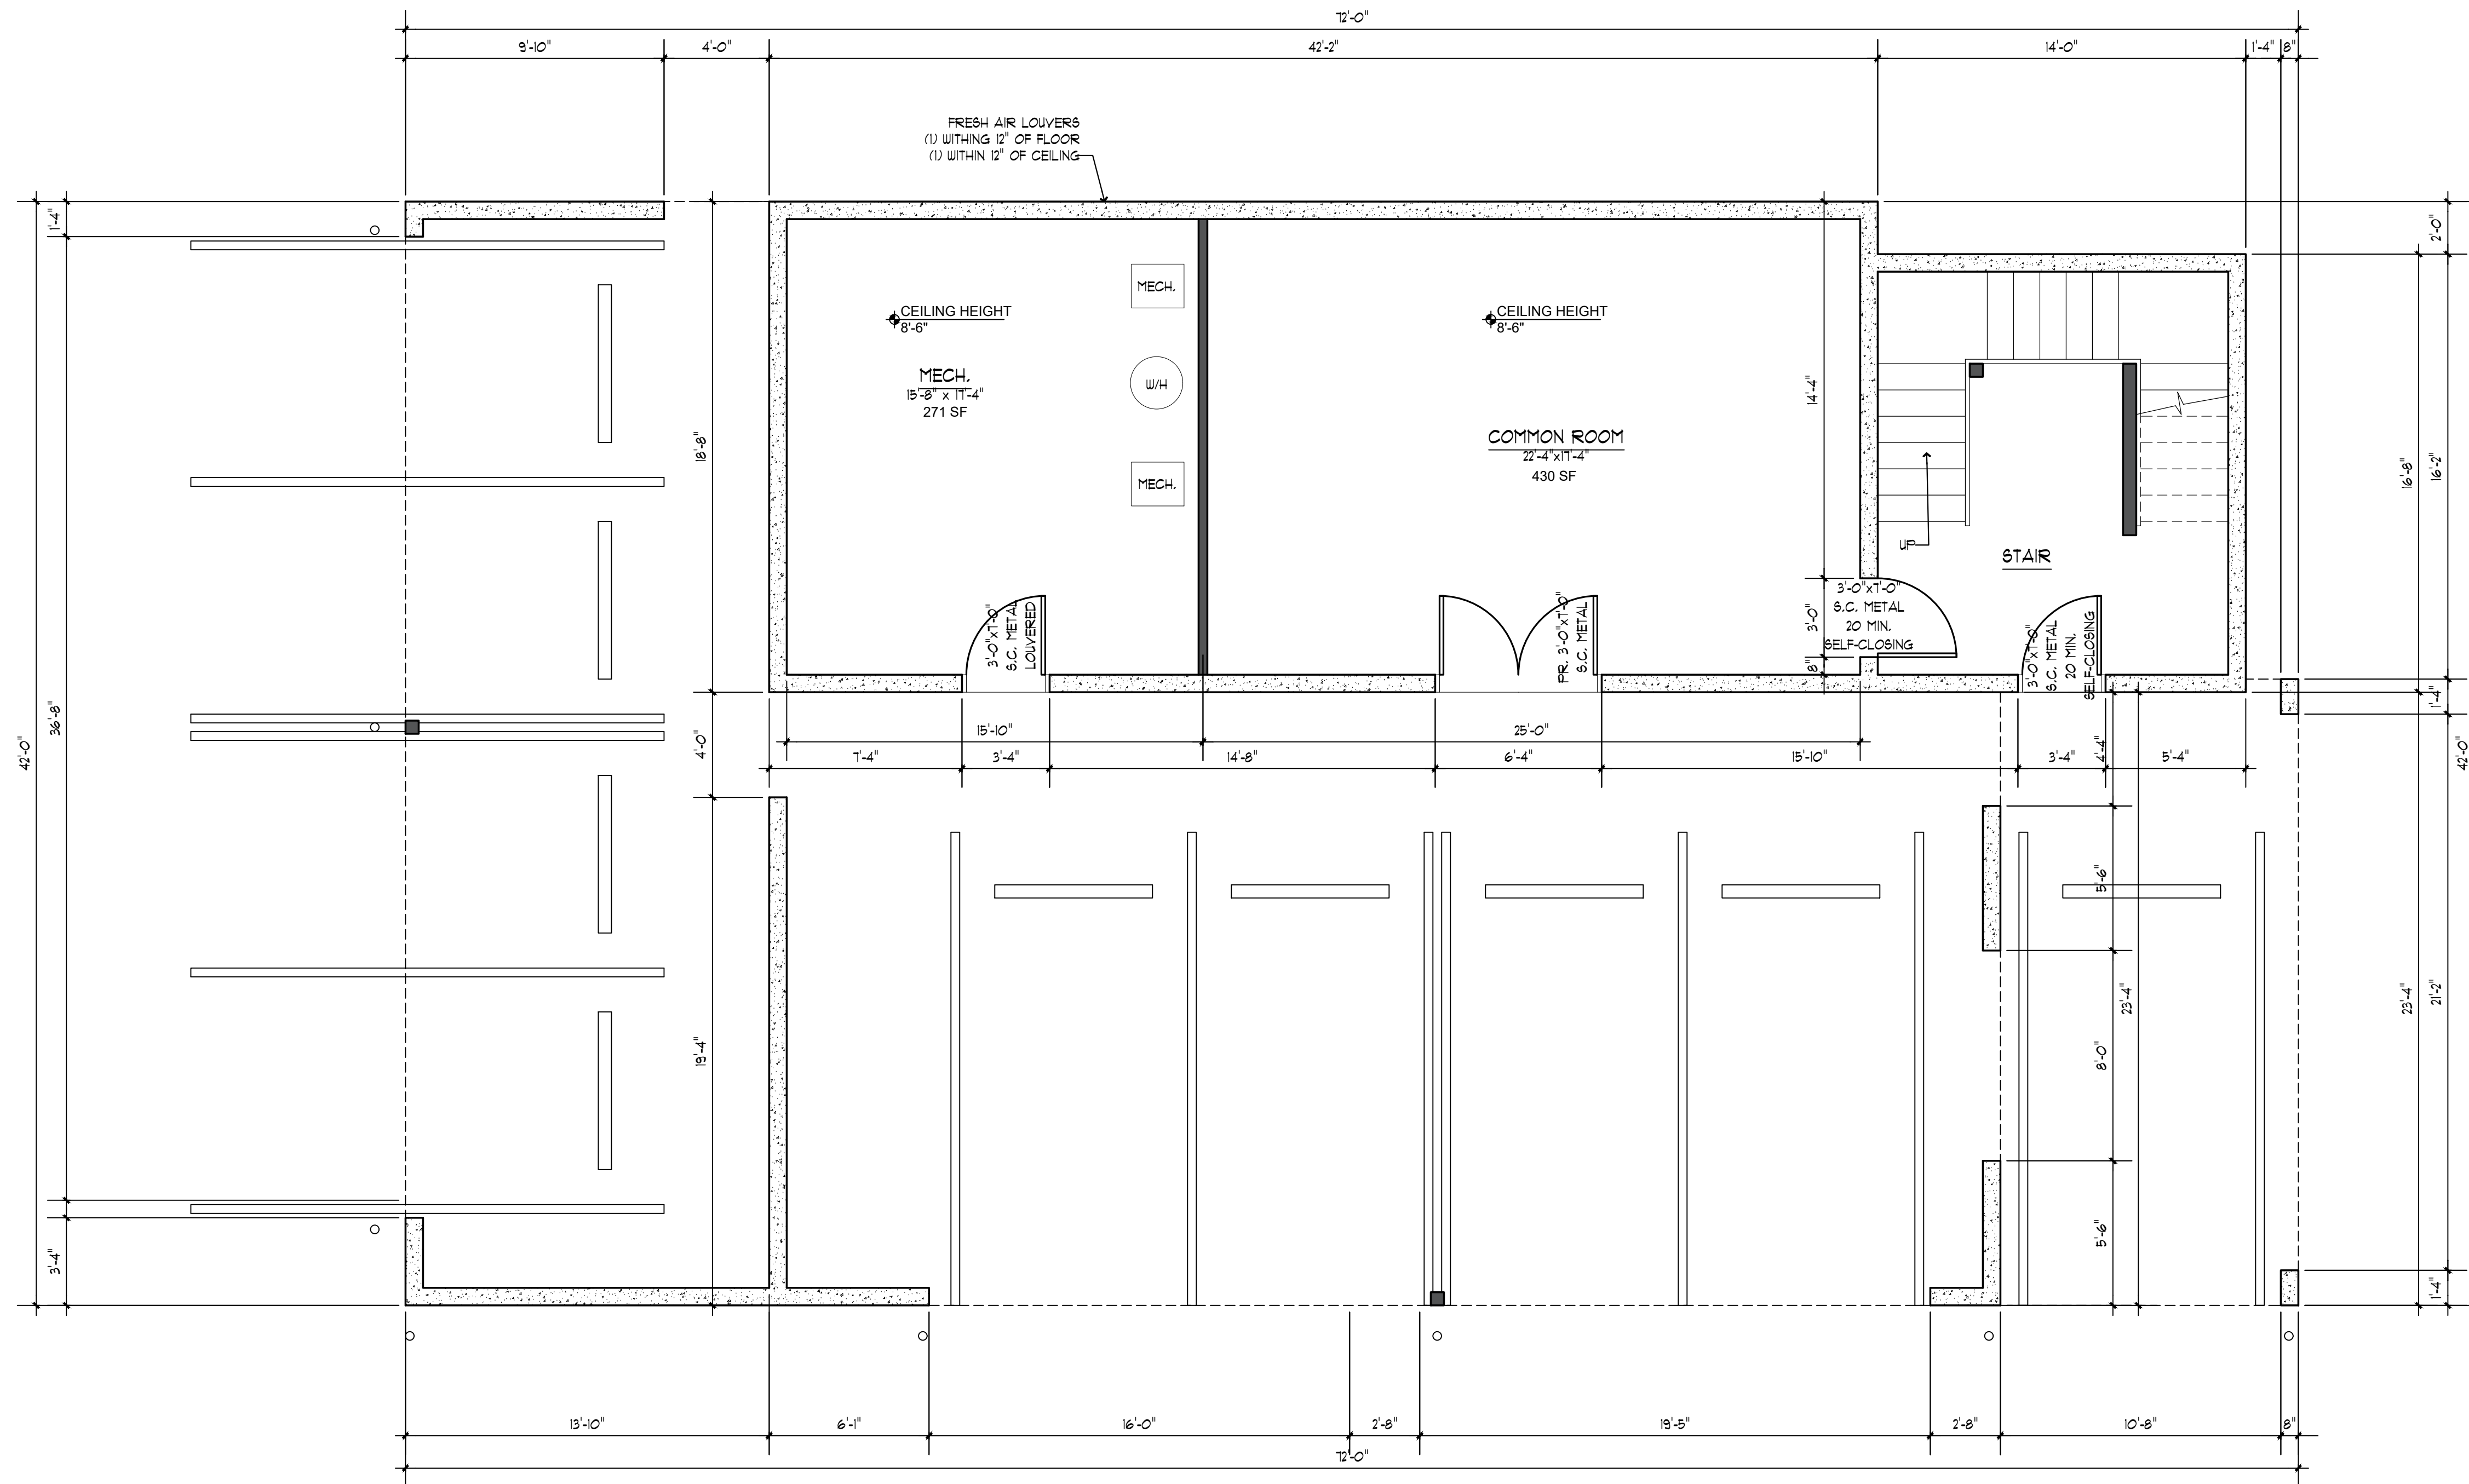 72'-0"
9'-10"
4'-0"
42'-2"
14'-0"
1'-4"
8"
FRESH AIR LOUVERS
(1) WITHING 12" OF FLOOR
(1) WITHIN 12" OF CEILING
1'-4"
36'-8"
3'-4"
42'-0"
18'-8"
4'-0"
19'-4"
CEILING HEIGHT
8'-6"
MECH.
15'-8" x 17'-4"
271 SF
MECH.
W/H
MECH.
CEILING HEIGHT
8'-6"
COMMON ROOM
22'-4"x17'-4"
430 SF
14'-4"
3'-0"
8"
UP
STAIR
3'-0"x7'-0"
S.C. METAL
LOUVERED
PR. 3'-0"x7'-0"
S.C. METAL
3'-0"x7'-0"
S.C. METAL
20 MIN.
SELF-CLOSING
3'-0"x7'-0"
S.C. METAL
20 MIN.
SELF-CLOSING
2'-0"
16'-8"
16'-2"
1'-4"
42'-0"
23'-4"
21'-2"
1'-4"
15'-10"
25'-0"
7'-4"
3'-4"
14'-8"
6'-4"
15'-10"
3'-4"
5'-4"
4'-4"
5'-6"
23'-4"
8'-0"
5'-6"
13'-10"
6'-1"
16'-0"
2'-8"
19'-5"
2'-8"
10'-8"
8"
72'-0"